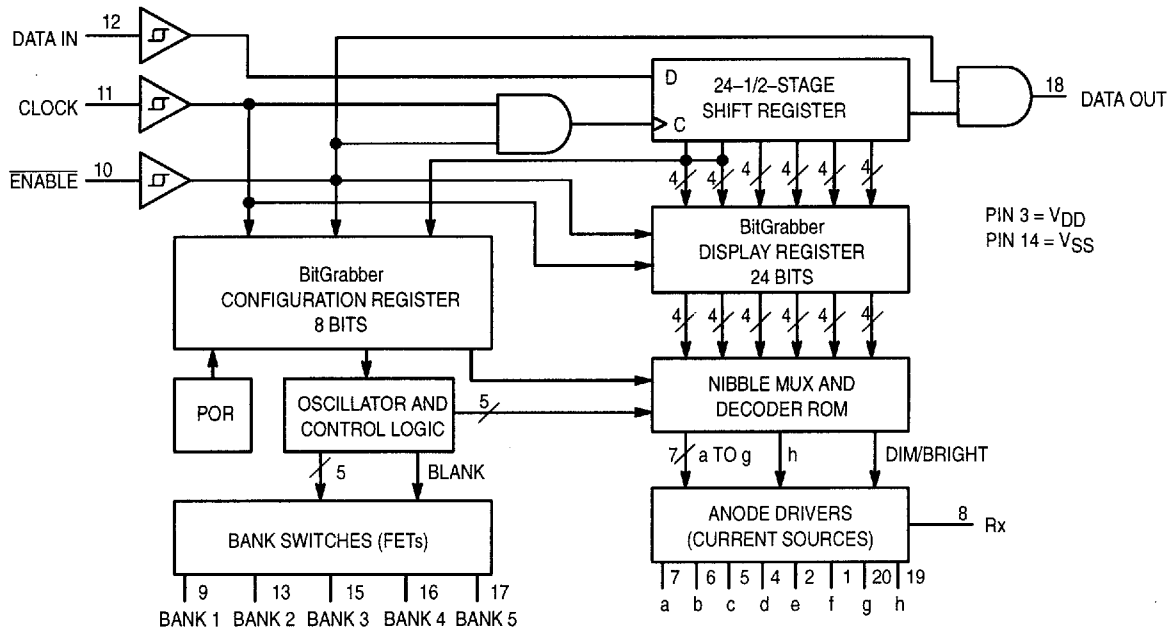 DATA IN 12
CLOCK 11
ENABLE 10
D 24–1/2–STAGE
C SHIFT REGISTER
18 DATA OUT
4 4 4 4 4 4
BitGrabber
DISPLAY REGISTER
24 BITS
PIN 3 = VDD
PIN 14 = VSS
BitGrabber
CONFIGURATION REGISTER
8 BITS
4 4 4 4 4 4
POR
OSCILLATOR AND
CONTROL LOGIC
5
NIBBLE MUX AND
DECODER ROM
5 BLANK
7 a TO g h DIM/BRIGHT
BANK SWITCHES (FETs)
ANODE DRIVERS
(CURRENT SOURCES)
8 Rx
9 13 15 16 17
BANK 1 BANK 2 BANK 3 BANK 4 BANK 5
7 6 5 4 2 1 20 19
a b c d e f g h